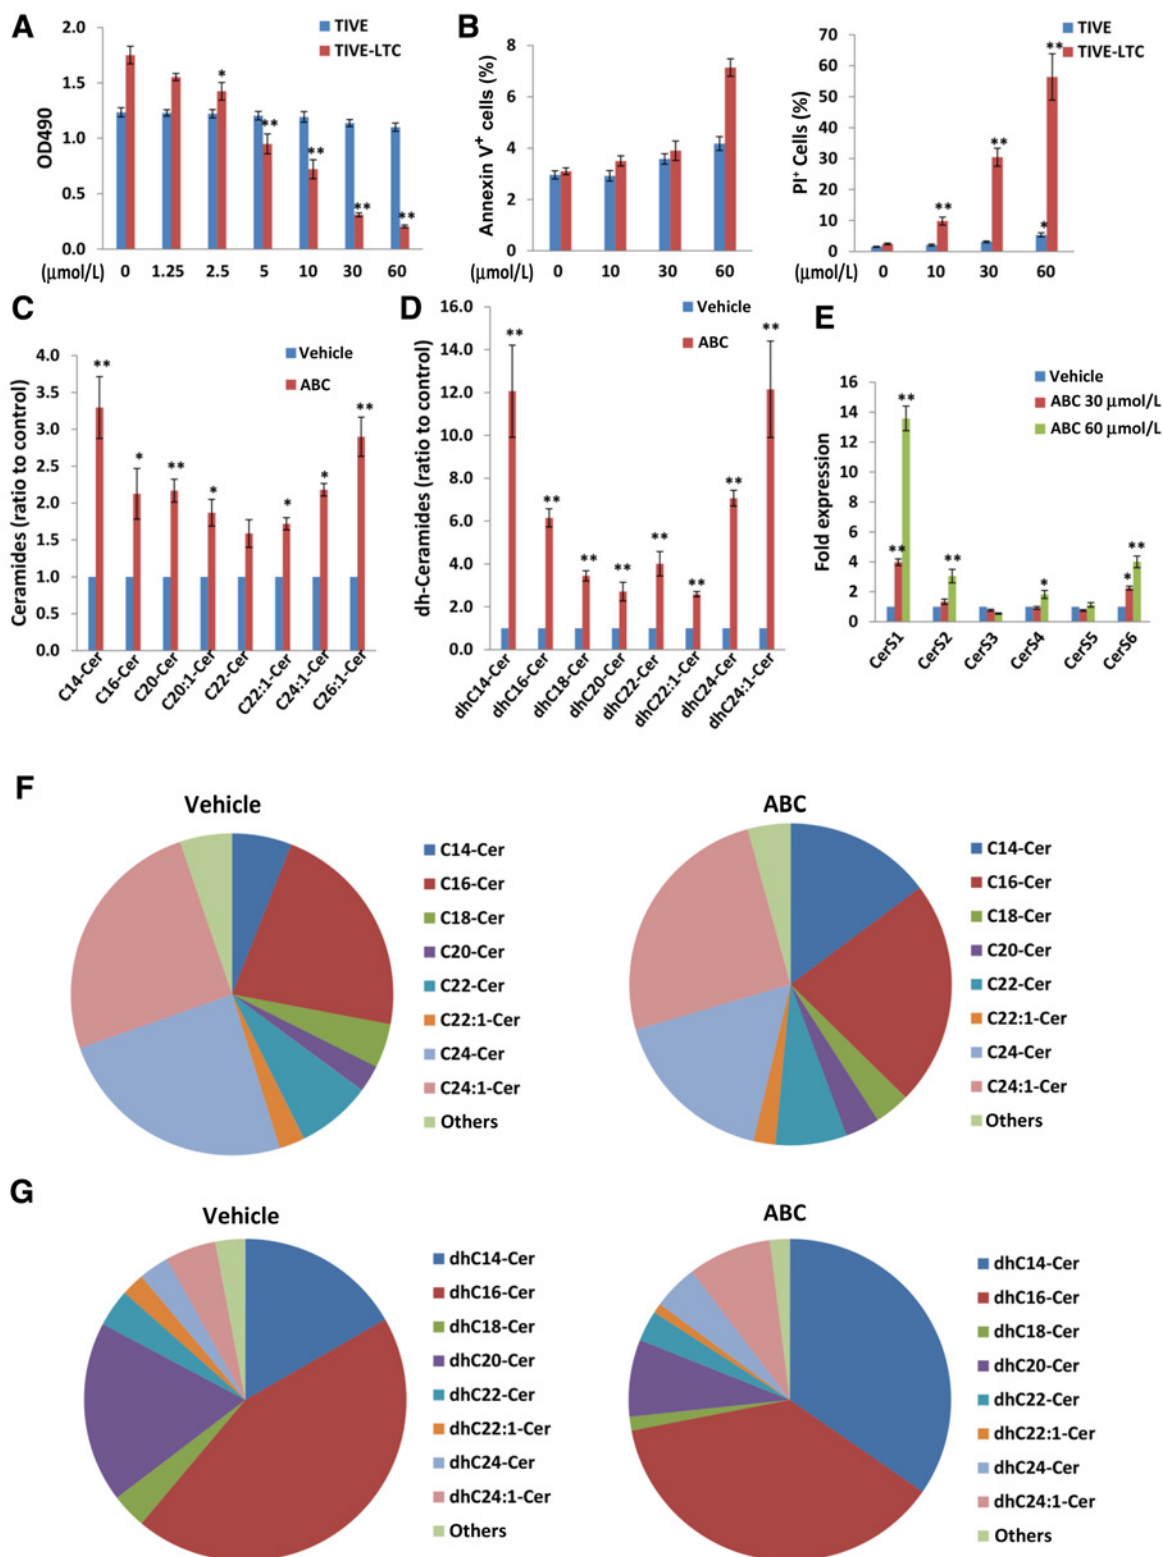 A
2.0
1.5
1.0
0.5
0.0
OD490
TIVE
TIVE-LTC
*
**
**
**
**
(μmol/L) 0 1.25 2.5 5 10 30 60
B
8
6
4
2
0
Annexin V+ cells (%)
(μmol/L) 0 10 30 60
70
60
50
40
30
20
10
0
PI+ Cells (%)
TIVE
TIVE-LTC
**
**
*
**
(μmol/L) 0 10 30 60
C
4.0
3.5
3.0
2.5
2.0
1.5
1.0
0.5
0.0
Ceramides (ratio to control)
Vehicle
ABC
**
*
**
*
*
*
**
C14-Cer
C16-Cer
C20-Cer
C20:1-Cer
C22-Cer
C22:1-Cer
C24:1-Cer
C26:1-Cer
D
16.0
14.0
12.0
10.0
8.0
6.0
4.0
2.0
0.0
dh-Ceramides (ratio to control)
Vehicle
ABC
**
**
**
**
**
**
**
**
dhC14-Cer
dhC16-Cer
dhC18-Cer
dhC20-Cer
dhC22-Cer
dhC22:1-Cer
dhC24-Cer
dhC24:1-Cer
E
16
14
12
10
8
6
4
2
0
Fold expression
Vehicle
ABC 30 μmol/L
ABC 60 μmol/L
**
**
**
*
*
**
CerS1
CerS2
CerS3
CerS4
CerS5
CerS6
F
Vehicle
C14-Cer
C16-Cer
C18-Cer
C20-Cer
C22-Cer
C22:1-Cer
C24-Cer
C24:1-Cer
Others
ABC
C14-Cer
C16-Cer
C18-Cer
C20-Cer
C22-Cer
C22:1-Cer
C24-Cer
C24:1-Cer
Others
G
Vehicle
dhC14-Cer
dhC16-Cer
dhC18-Cer
dhC20-Cer
dhC22-Cer
dhC22:1-Cer
dhC24-Cer
dhC24:1-Cer
Others
ABC
dhC14-Cer
dhC16-Cer
dhC18-Cer
dhC20-Cer
dhC22-Cer
dhC22:1-Cer
dhC24-Cer
dhC24:1-Cer
Others